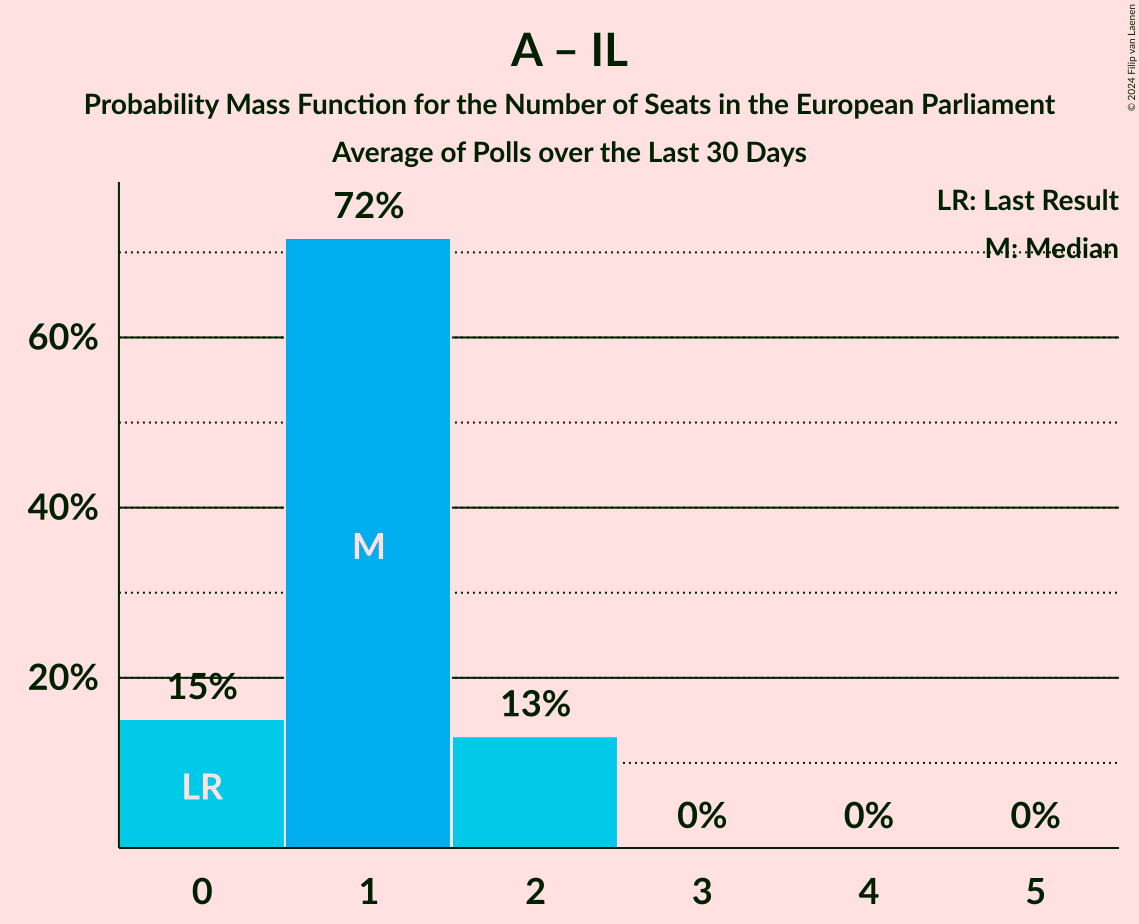 A – IL
Probability Mass Function for the Number of Seats in the European Parliament
Average of Polls over the Last 30 Days
© 2024 Filip van Laenen
LR: Last Result
M: Median
72%
60%
40%
M
20%
15%
13%
LR
0%
0%
0%
0
1
2
3
4
5